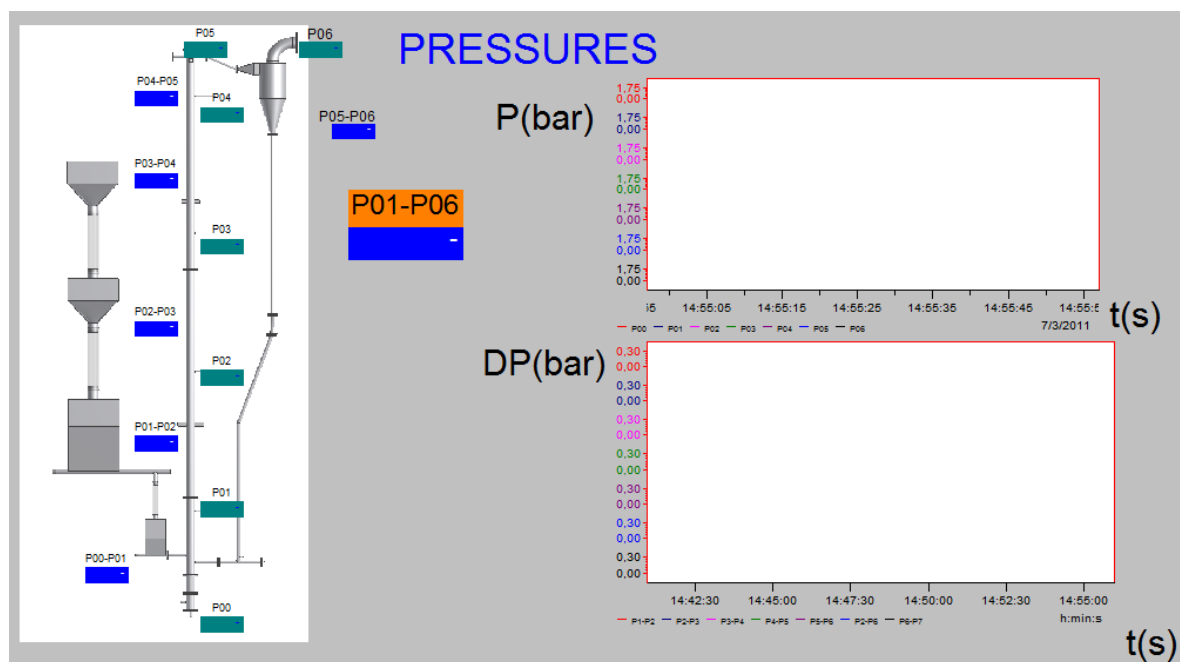 PRESSURES
P05
P06
P04-P05
P04
P05-P06
P03-P04
P01-P06
P03
P02-P03
P02
P01-P02
P01
P00-P01
P00
P(bar)
1,75
0,00
1,75
0,00
1,75
0,00
1,75
0,00
1,75
0,00
1,75
0,00
1,75
0,00
14:55:05 14:55:15 14:55:25 14:55:35 14:55:45
7/3/2011
t(s)
P00 P01 P02 P03 P04 P05 P06
DP(bar)
0,30
0,00
0,30
0,00
0,30
0,00
0,30
0,00
0,30
0,00
0,30
0,00
0,30
0,00
14:42:30 14:45:00 14:47:30 14:50:00 14:52:30 14:55:00
h:min:s
P1-P2 P2-P3 P3-P4 P4-P5 P5-P6 P2-P6 P6-P7
t(s)